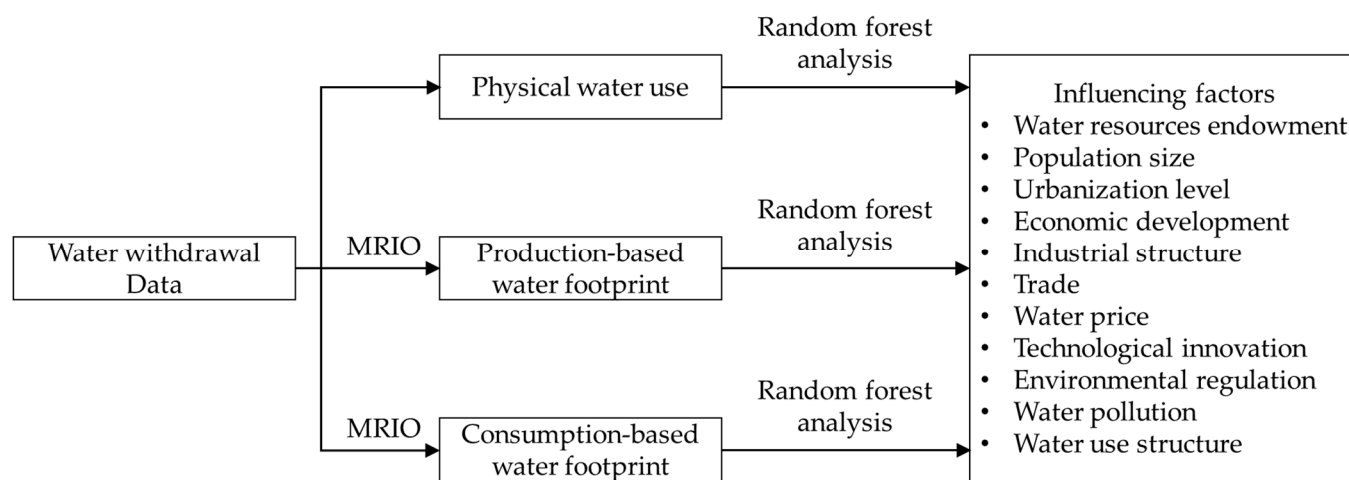 Water withdrawal
Data
MRIO
MRIO
Physical water use
Production-based
water footprint
Consumption-based
water footprint
Random forest
analysis
Random forest
analysis
Random forest
analysis
Influencing factors
• Water resources endowment
• Population size
• Urbanization level
• Economic development
• Industrial structure
• Trade
• Water price
• Technological innovation
• Environmental regulation
• Water pollution
• Water use structure